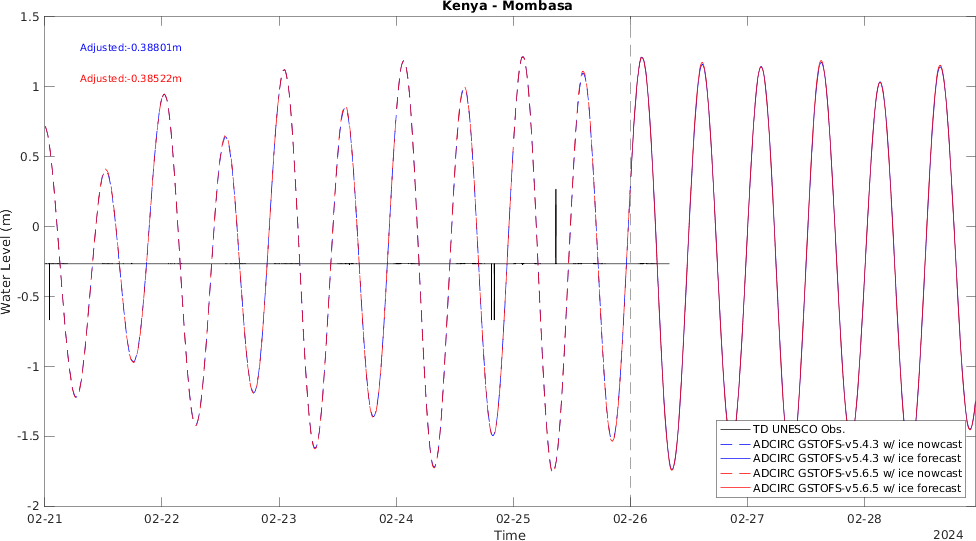 Kenya - Mombasa
Adjusted:-0.38801m
Adjusted:-0.38522m
1.5
1
0.5
0
-0.5
-1
-1.5
-2
Water Level (m)
TD UNESCO Obs.
ADCIRC GSTOFS-v5.4.3 w/ ice nowcast
ADCIRC GSTOFS-v5.4.3 w/ ice forecast
ADCIRC GSTOFS-v5.6.5 w/ ice nowcast
ADCIRC GSTOFS-v5.6.5 w/ ice forecast
02-21 02-22 02-23 02-24 02-25 02-26 02-27 02-28
Time
2024